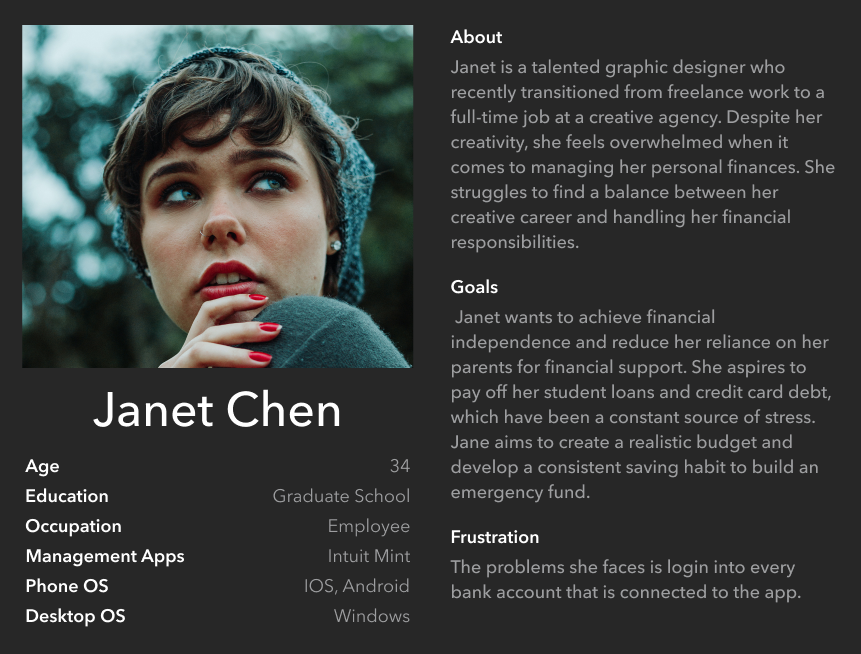 Janet Chen
Age 34
Education Graduate School
Occupation Employee
Management Apps Intuit Mint
Phone OS IOS, Android
Desktop OS Windows
About
Janet is a talented graphic designer who
recently transitioned from freelance work to a
full-time job at a creative agency. Despite her
creativity, she feels overwhelmed when it
comes to managing her personal finances. She
struggles to find a balance between her
creative career and handling her financial
responsibilities.
Goals
Janet wants to achieve financial
independence and reduce her reliance on her
parents for financial support. She aspires to
pay off her student loans and credit card debt,
which have been a constant source of stress.
Jane aims to create a realistic budget and
develop a consistent saving habit to build an
emergency fund.
Frustration
The problems she faces is login into every
bank account that is connected to the app.